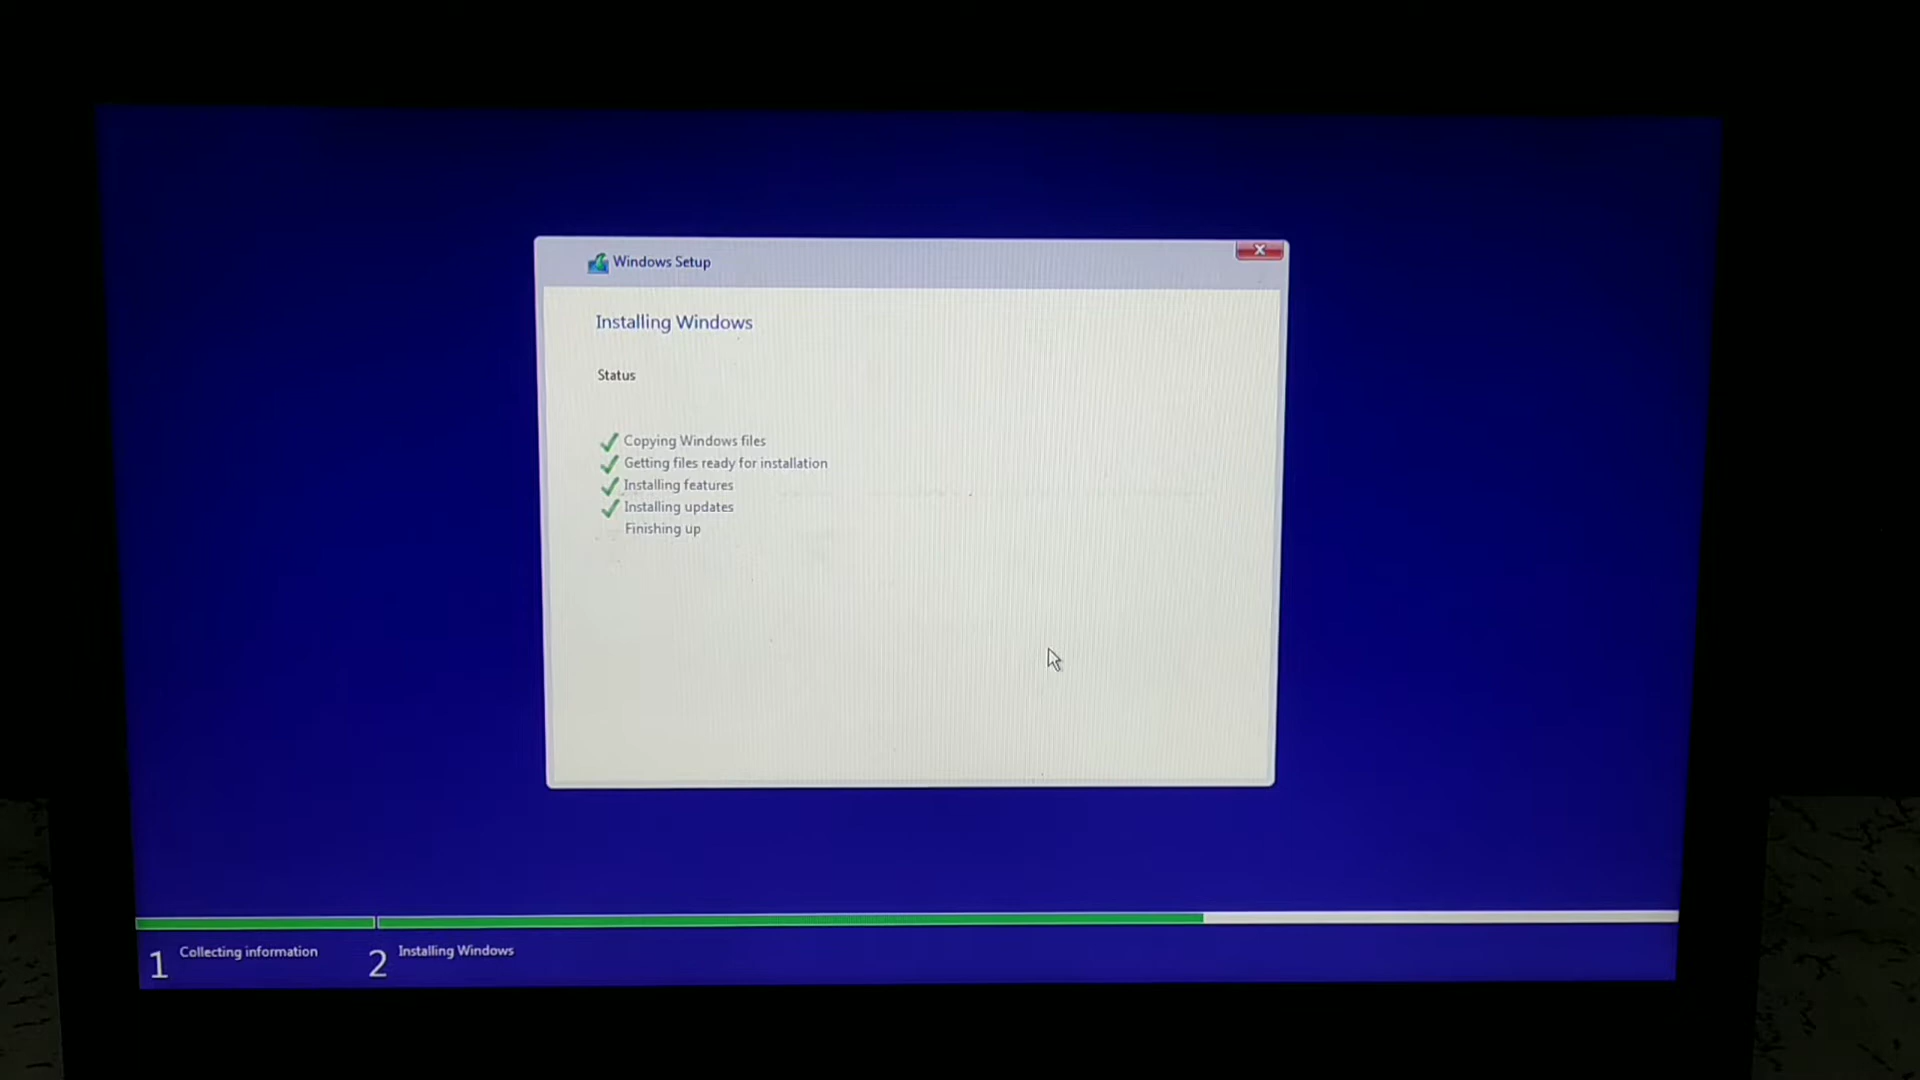 Windows Setup
Installing Windows
Status
Copying Windows files
Getting files ready for installation
Installing features
Installing updates
Finishing up
1 Collecting information
2 Installing Windows